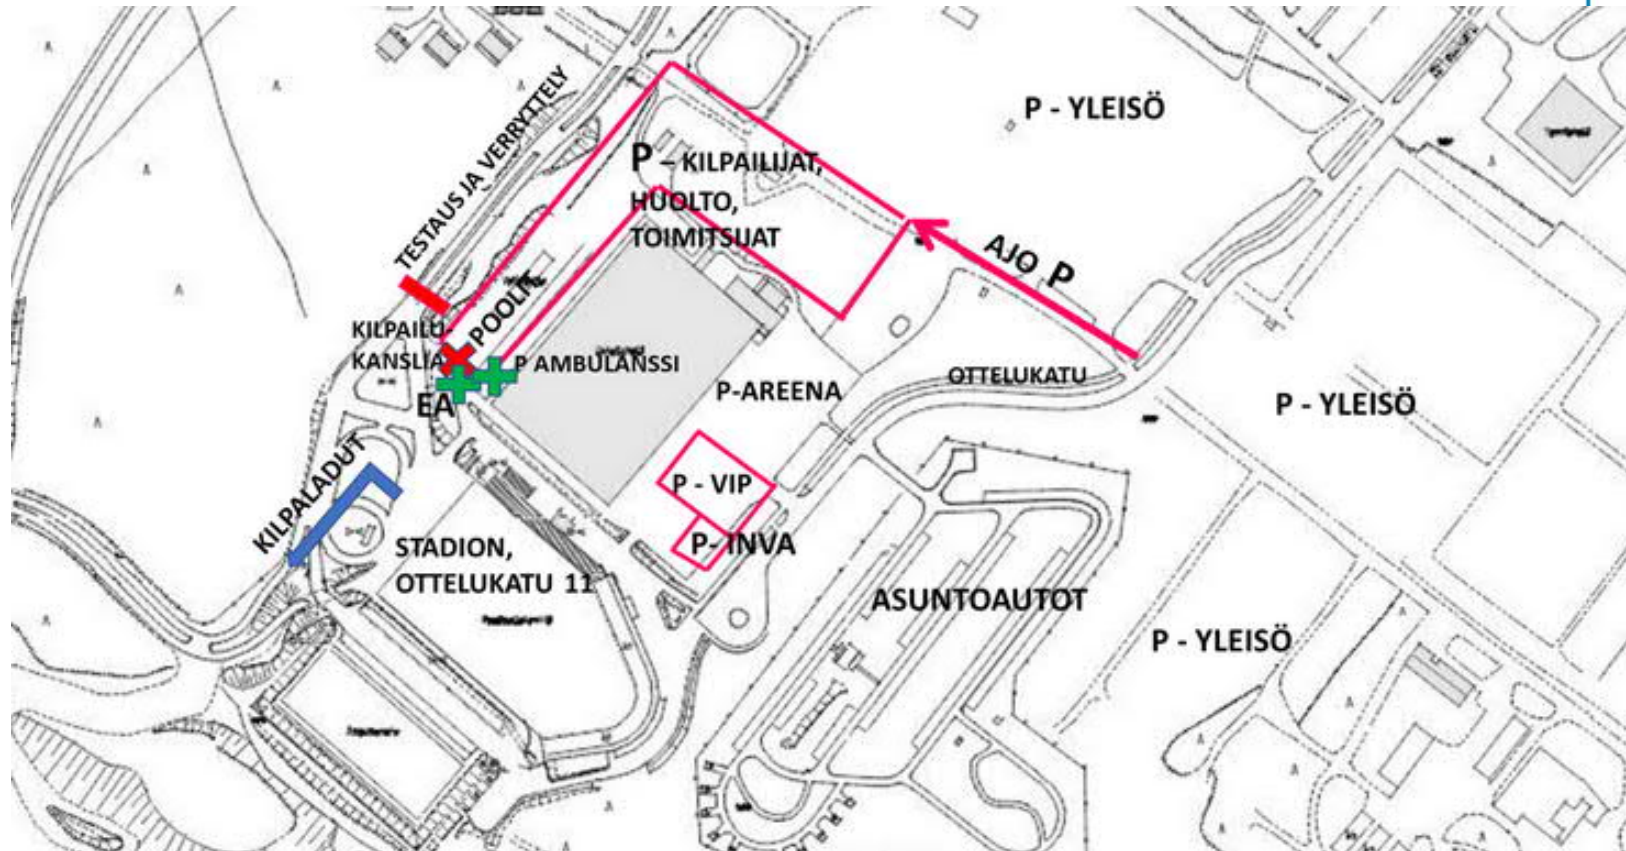 TESTAUS JA VERRYTTELY
P - YLEISÖ
P – KILPAILIJAT,
HUOLTO,
TOIMITSIJAT
AJO P
POOLIT
KILPAILU-
KANSLIA
P AMBULANSSI
EA
P-AREENA
OTTELUKATU
P - YLEISÖ
KILPALADUT
P - VIP
P- INVA
STADION,
OTTELUKATU 11
ASUNTOAUTOT
P - YLEISÖ